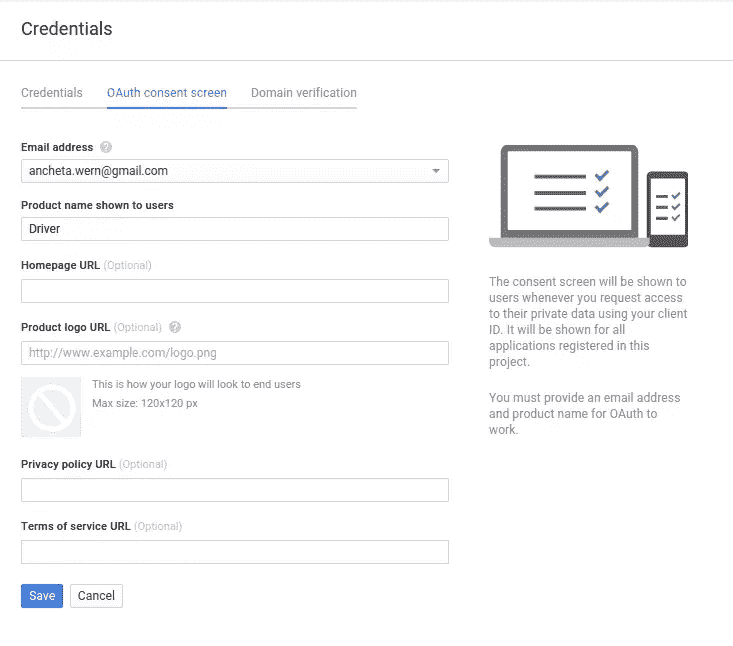 Credentials
Credentials OAuth consent screen Domain verification
Email address ?
ancheta.wern@gmail.com
Product name shown to users
Driver
Homepage URL (Optional)
Product logo URL (Optional) ?
http://www.example.com/logo.png
This is how your logo will look to end users
Max size: 120x120 px
Privacy policy URL (Optional)
Terms of service URL (Optional)
Save Cancel
The consent screen will be shown to
users whenever you request access
to their private data using your client
ID. It will be shown for all
applications registered in this
project.
You must provide an email address
and product name for OAuth to
work.